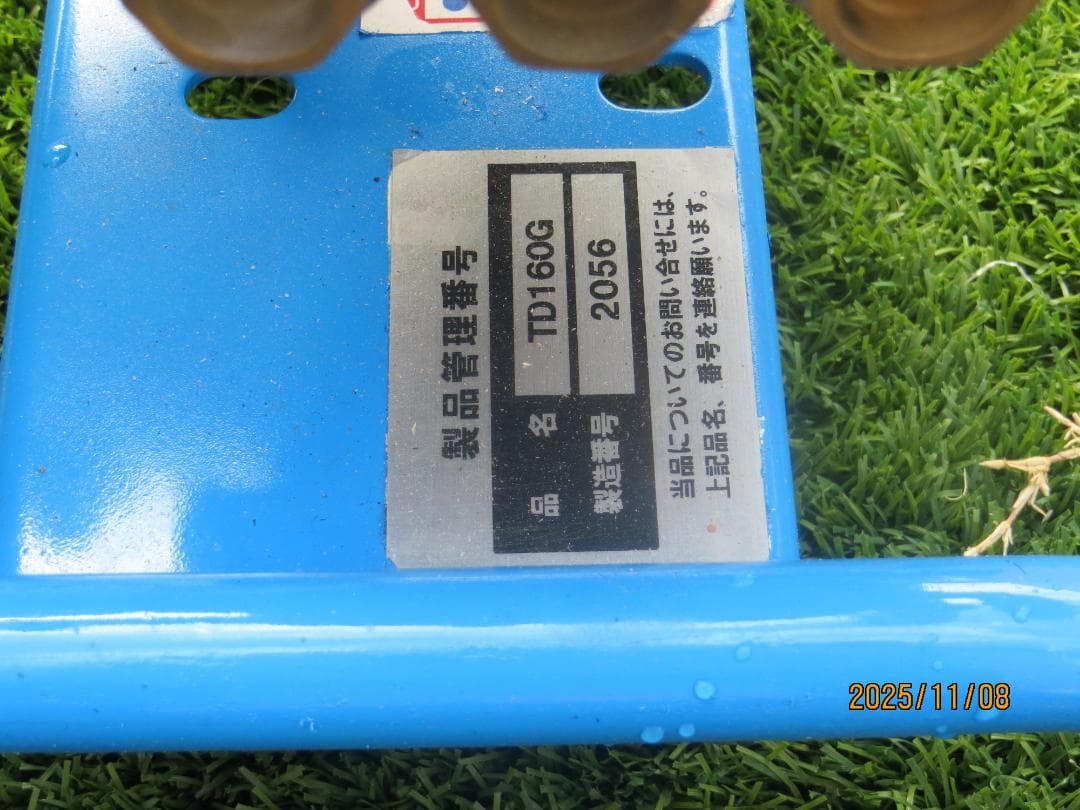 製品管理番号
品名 TD160G
製造番号 2056
当品についてのお問い合せには、
上記品名、番号を連絡願います。
2025/11/08